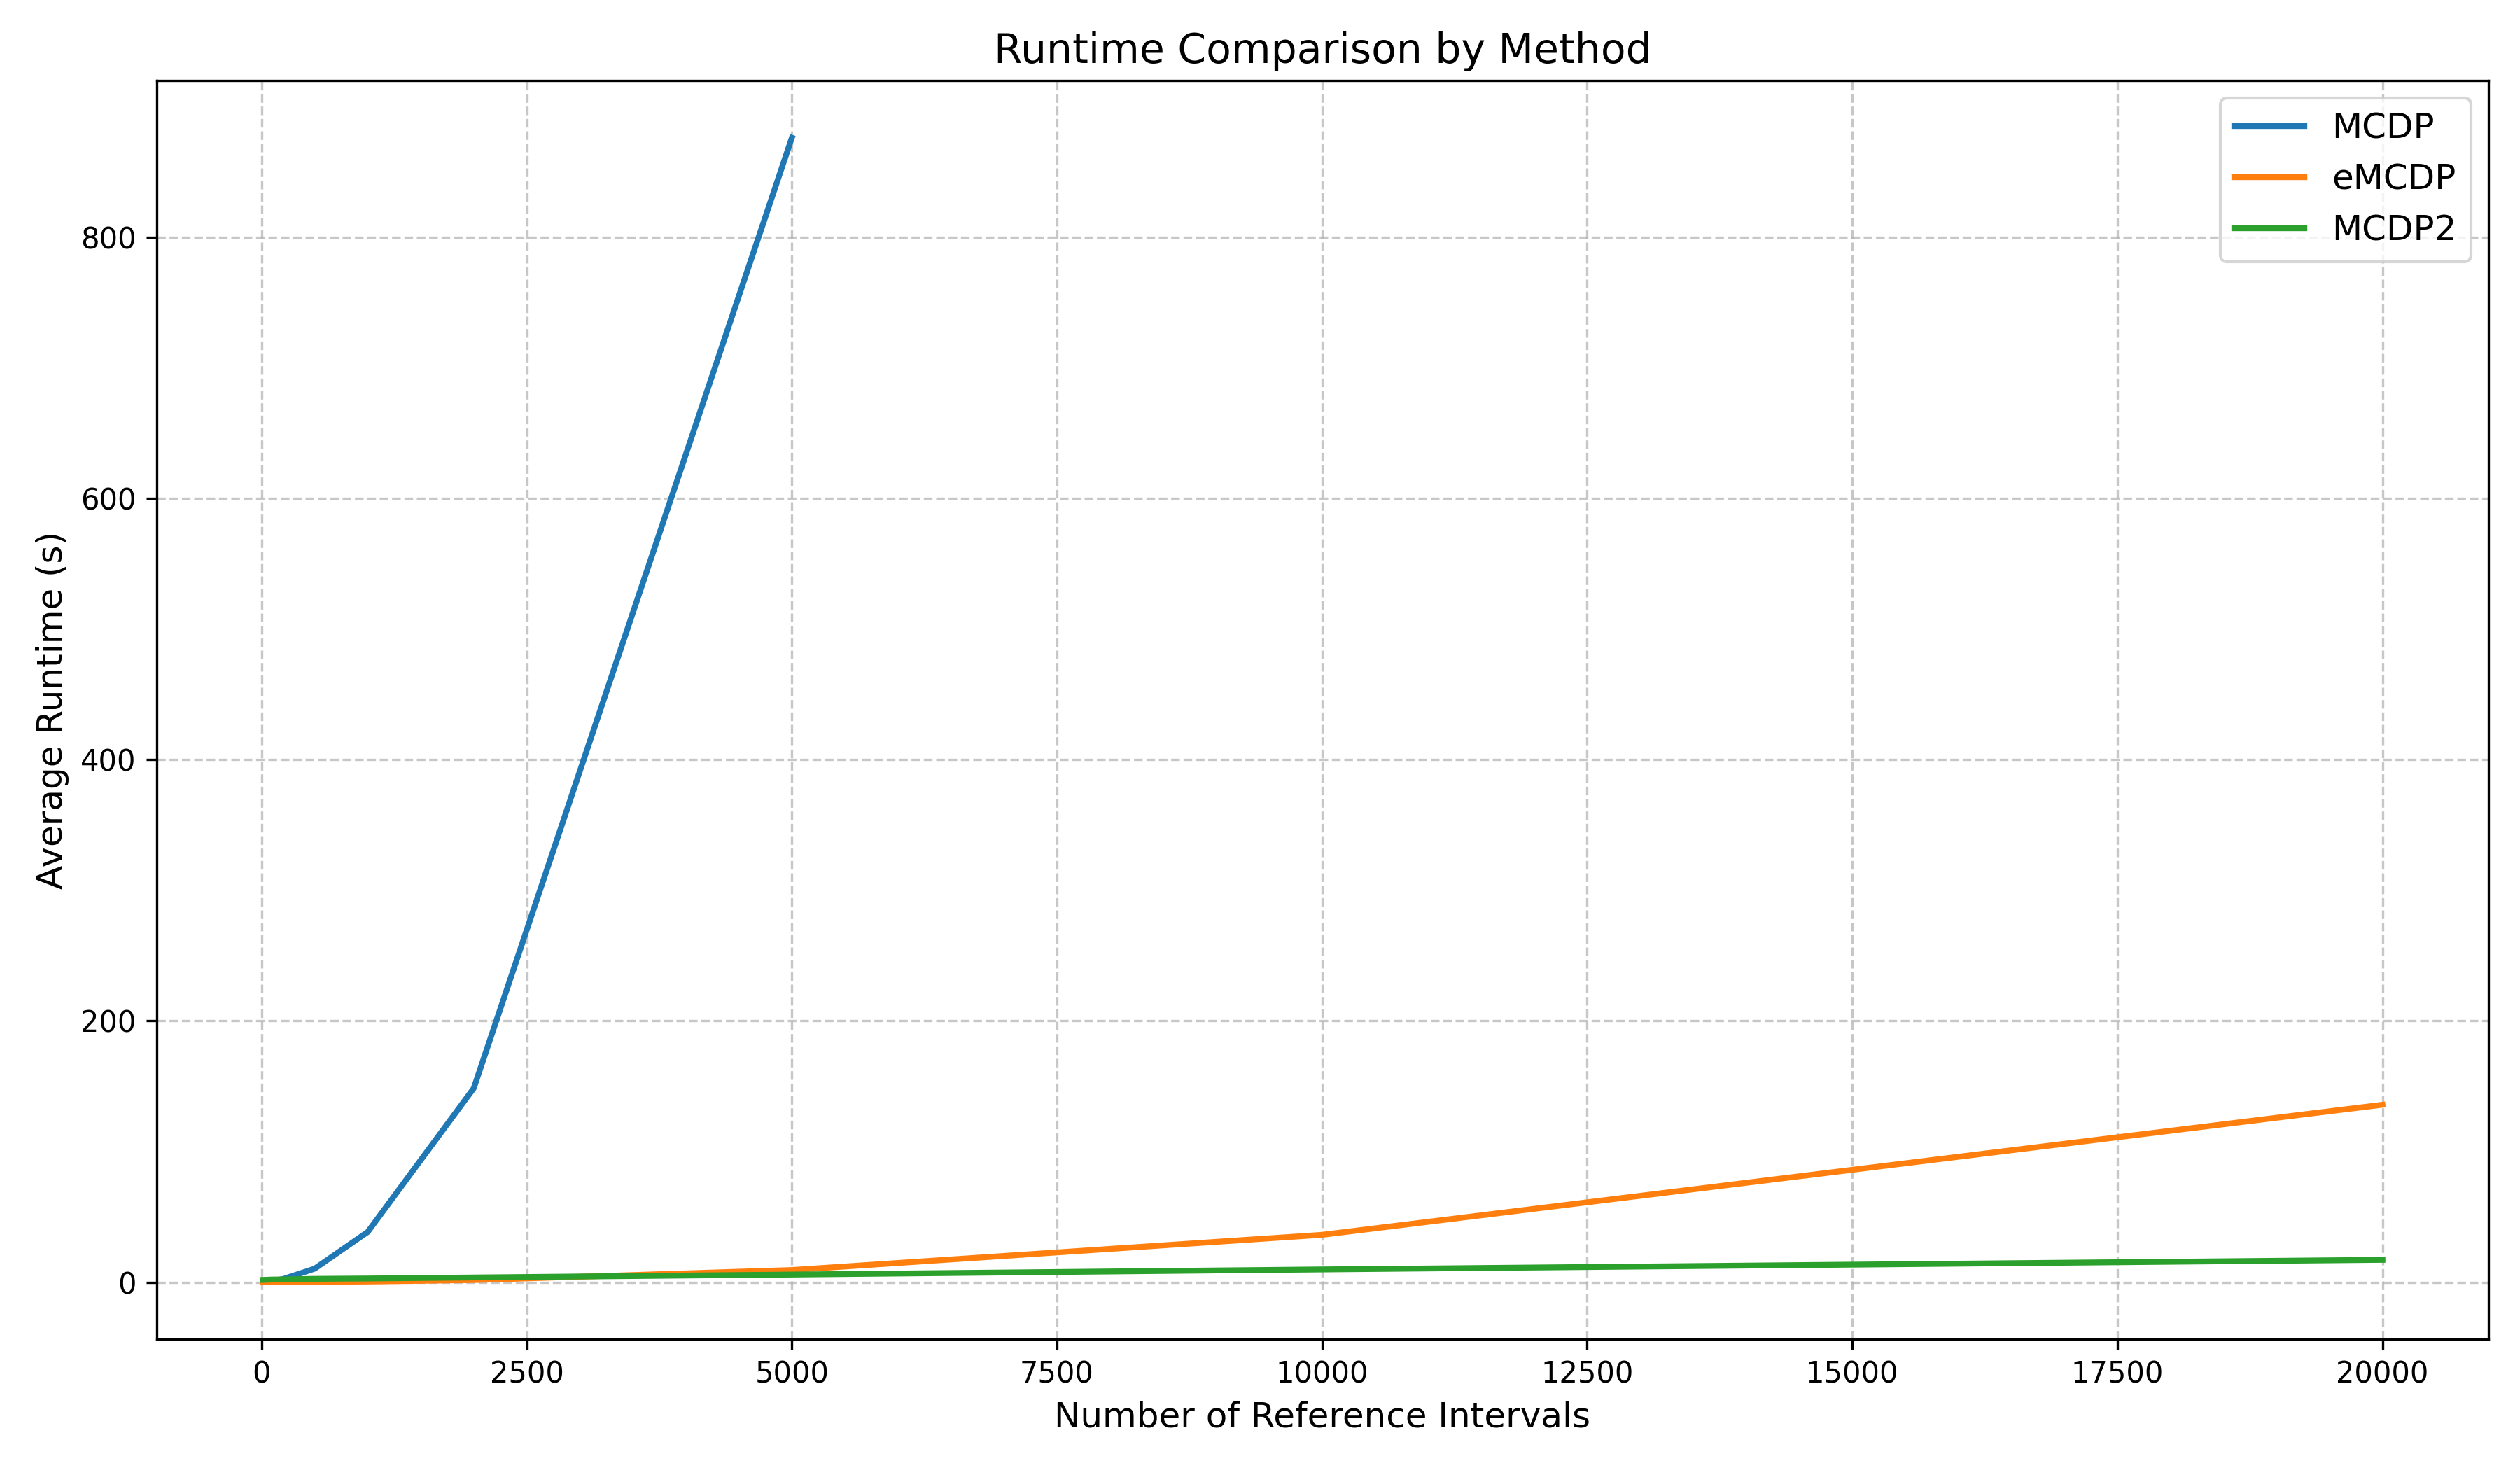 Runtime Comparison by Method
MCDP
eMCDP
MCDP2
Average Runtime (s)
800
600
400
200
0
0 2500 5000 7500 10000 12500 15000 17500 20000
Number of Reference Intervals